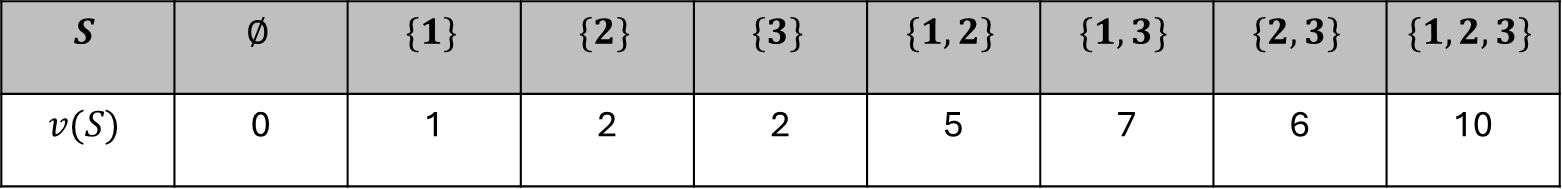 S ∅ {1} {2} {3} {1, 2} {1, 3} {2, 3} {1, 2, 3}
v(S) 0 1 2 2 5 7 6 10